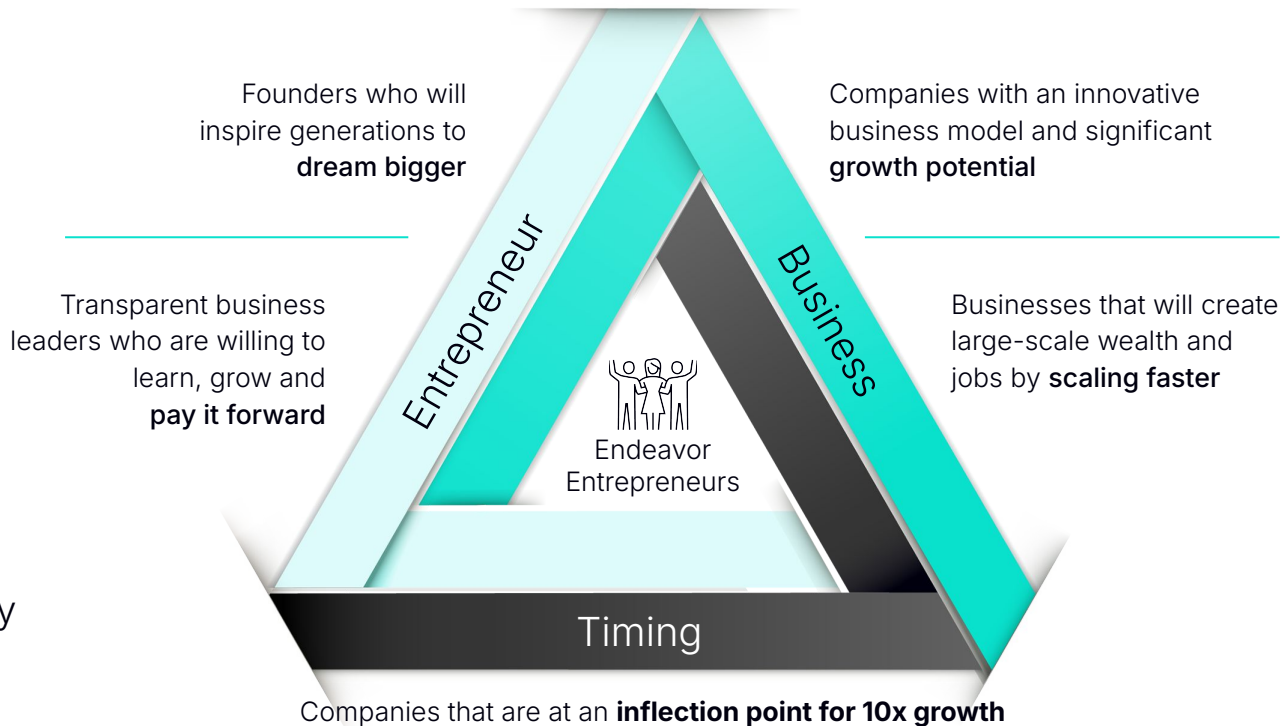 Founders who will
inspire generations to
dream bigger
Transparent business
leaders who are willing to
learn, grow and
pay it forward
Entrepreneur
Business
Companies with an innovative
business model and significant
growth potential
Businesses that will create
large-scale wealth and
jobs by scaling faster
Endeavor
Entrepreneurs
y
Timing
Companies that are at an inflection point for 10x growth